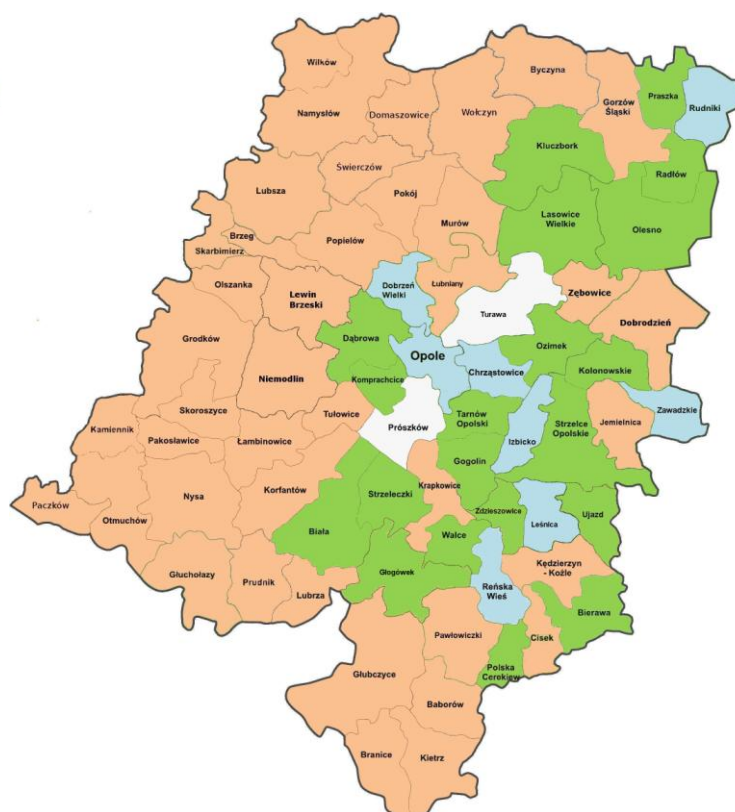 Wilków
Byczyna
Gorzów
Śląski
Praszka
Rudniki
Namysłów
Domaszowice
Wołczyn
Kluczbork
Świerczów
Radłów
Lubsza
Pokój
Lasowice
Wielkie
Murów
Olesno
Brzeg
Skarbimierz
Popielów
Olszanka
Dobrzeń
Wielki
Łubniany
Lewin
Brzeski
Zębowice
Turawa
Dobrodzień
Grodków
Dąbrowa
Ozimek
Opole
Chrząstowice
Kolonowskie
Niemodlin
Komprachcice
Skoroszyce
Tułowice
Tarnów
Opolski
Zawadzkie
Kamiennik
Pakosławice
Łambinowice
Prószków
Izbicko
Strzelce
Opolskie
Jemielnica
Gogolin
Paczków
Nysa
Korfantów
Strzeleczki
Krapkowice
Otmuchów
Zdzieszowice
Leśnica
Ujazd
Biała
Walce
Głuchołazy
Prudnik
Lubrza
Głogówek
Reńska
Wieś
Kędzierzyn
- Koźle
Bierawa
Pawłowiczki
Cisek
Głubczyce
Polska
Cerekiew
Baborów
Branice
Kietrz